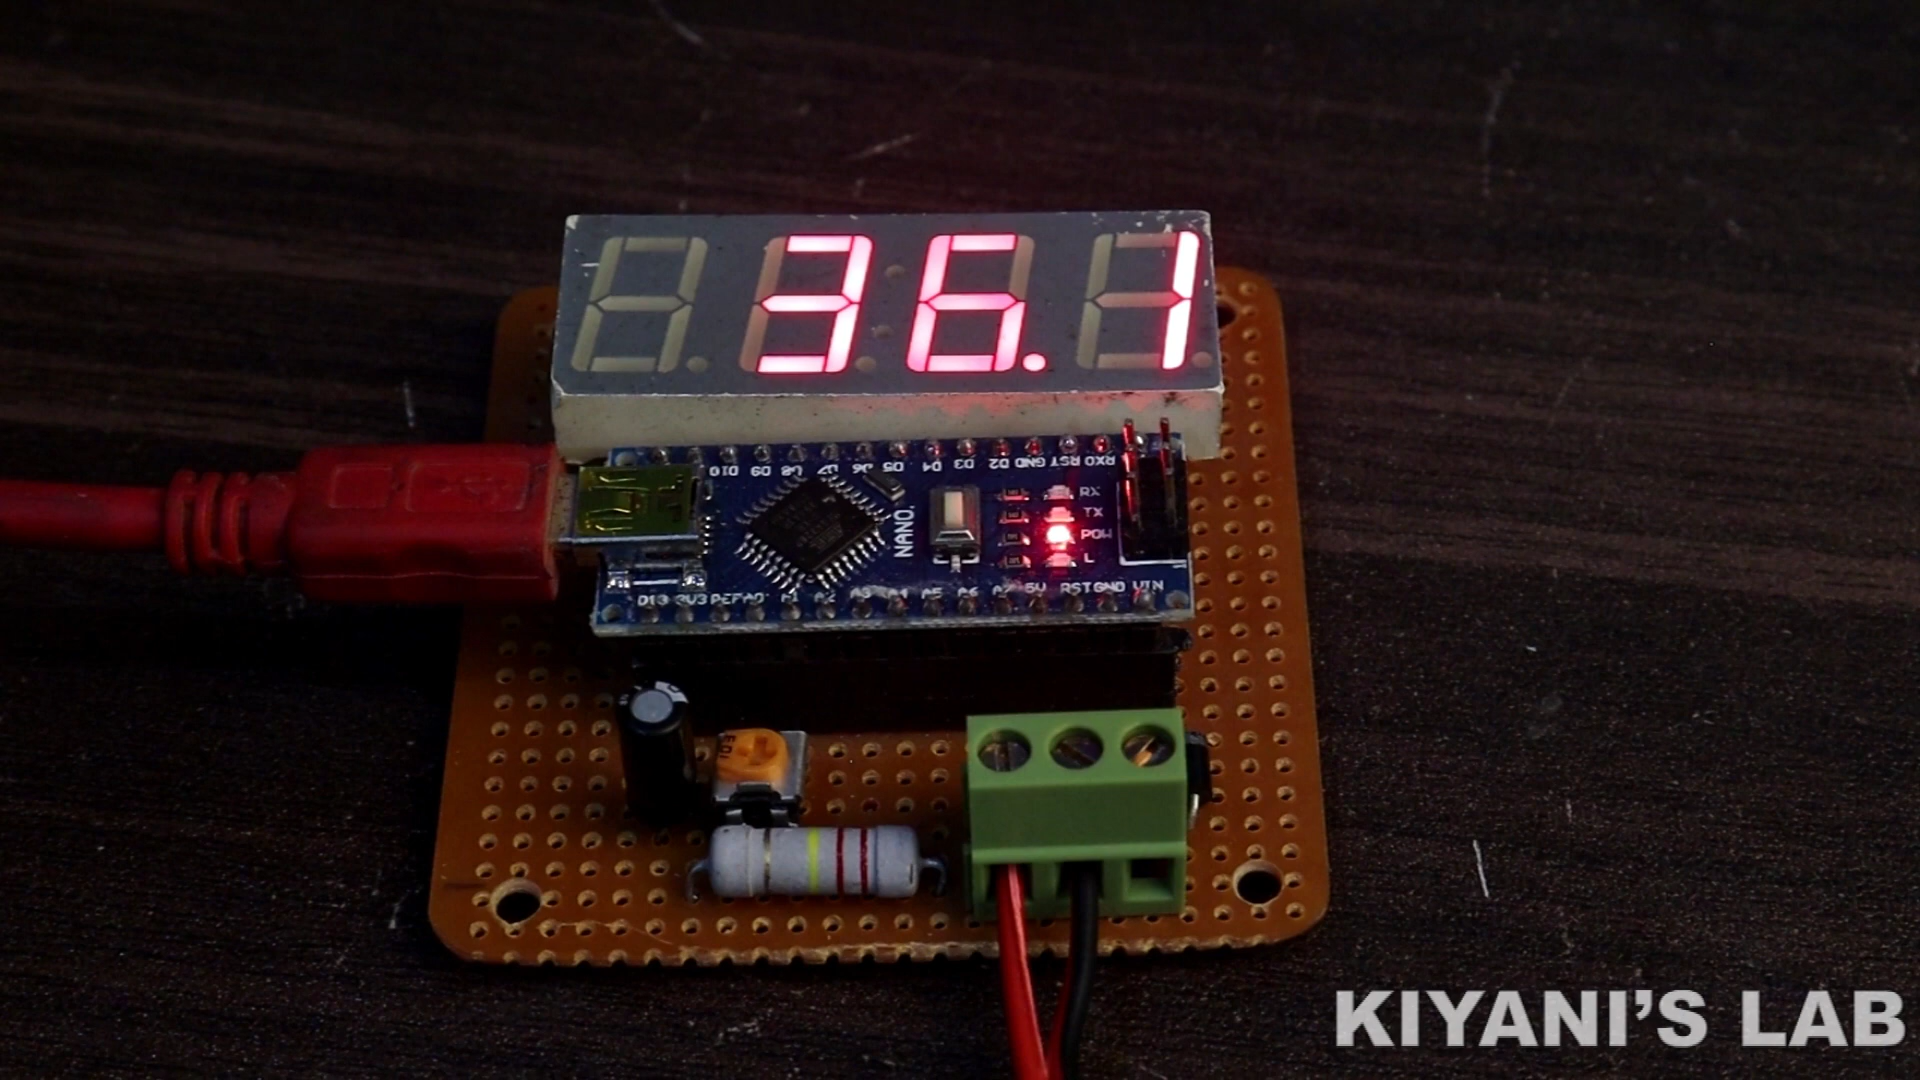 36.1
D10 D9 D8 D7 D6 D5 D4 D3 D2 GND RST RX0
RX
TX
POW
L
NANO
D13 3V3 REF A0 A1 A2 A3 A4 A5 A6 A7 5V RST GND VIN
KIYANI'S LAB